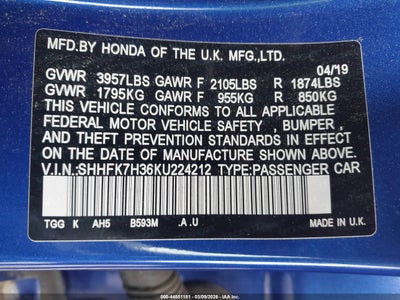 MFD.BY HONDA OF THE U.K. MFG.,LTD.
04/19
GVWR 3957LBS GAWR F 2105LBS R 1874LBS
GVWR 1795KG GAWR F 955KG R 850KG
THIS VEHICLE CONFORMS TO ALL APPLICABLE
FEDERAL MOTOR VEHICLE SAFETY , BUMPER ,
AND THEFT PREVENTION STANDARDS IN EFFECT
ON THE DATE OF MANUFACTURE SHOWN ABOVE.
V.I.N:SHHFK7H36KU224212 TYPE:PASSENGER CAR
TGG K AH5 B593M .A.U MADE IN U.K
000-44551181 - 03/09/2026 - IAA Inc.